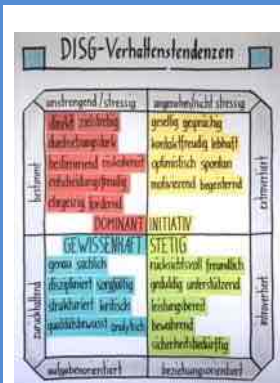 DISG-Verhaltenstendenzen
anstrengend/stressig
angenehm/nicht stressig
direkt zielstrebig
durchsetzungsstark
bestimmend risikobereit
entscheidungsfreudig
ehrgeizig fordernd
DOMINANT
gesellig gesprächig
kontaktfreudig lebhaft
optimistisch spontan
motivierend begeisternd
INITIATIV
bestimmt
extrovertiert
GEWISSENHAFT
genau sachlich
diszipliniert sorgfältig
strukturiert kritisch
qualitätsbewusst analytisch
STETIG
rücksichtsvoll freundlich
geduldig unterstützend
leistungsbereit
bewahrend
sicherheitsbedürftig
zurückhaltend
introvertiert
aufgabenorientiert
beziehungsorientiert